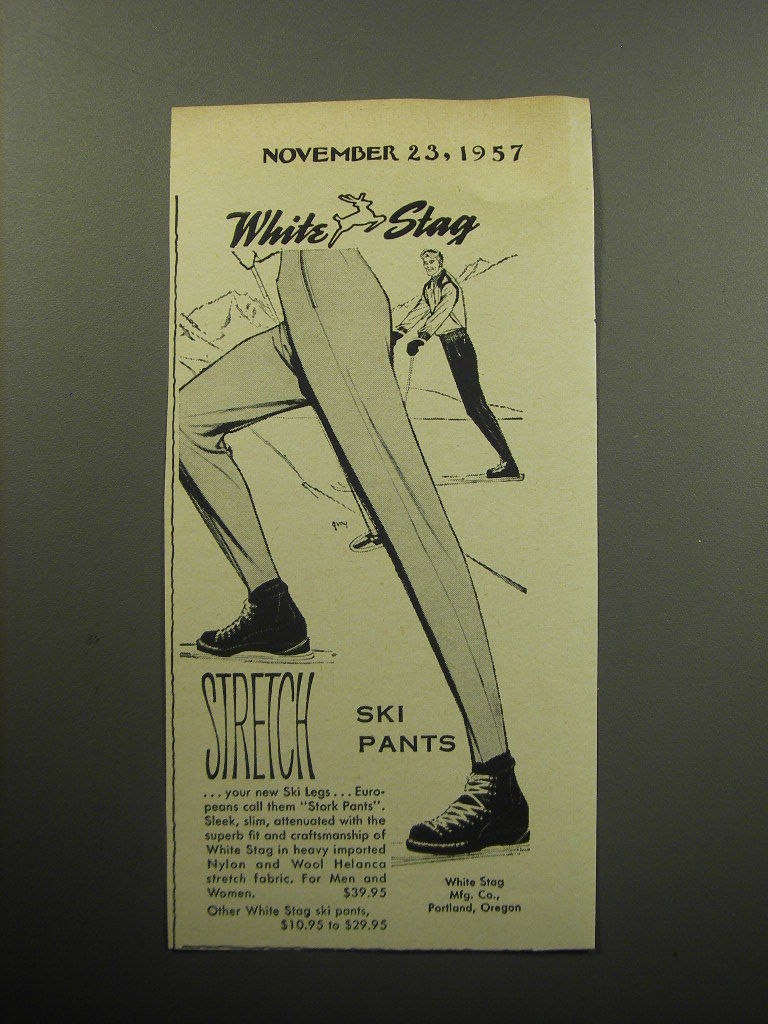 NOVEMBER 23, 1957
White Stag
STRETCH
SKI
PANTS
... your new Ski Legs ... Euro-
peans call them "Stork Pants".
Sleek, slim, attenuated with the
superb fit and craftsmanship of
White Stag in heavy imported
Nylon and Wool Helanca
stretch fabric. For Men and
Women. $39.95
Other White Stag ski pants,
$10.95 to $29.95
White Stag
Mfg. Co.,
Portland, Oregon